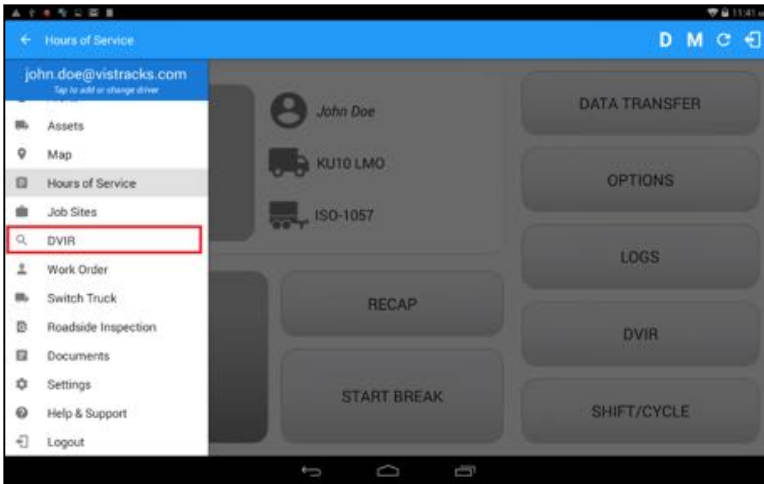 11:41
Hours of Service
D M
john.doe@vistracks.com
Tap to add or change driver
Assets
Map
Hours of Service
Job Sites
DVIR
Work Order
Switch Truck
Roadside Inspection
Documents
Settings
Help & Support
Logout
John Doe
KU10 LMO
ISO-1057
RECAP
START BREAK
DATA TRANSFER
OPTIONS
LOGS
DVIR
SHIFT/CYCLE